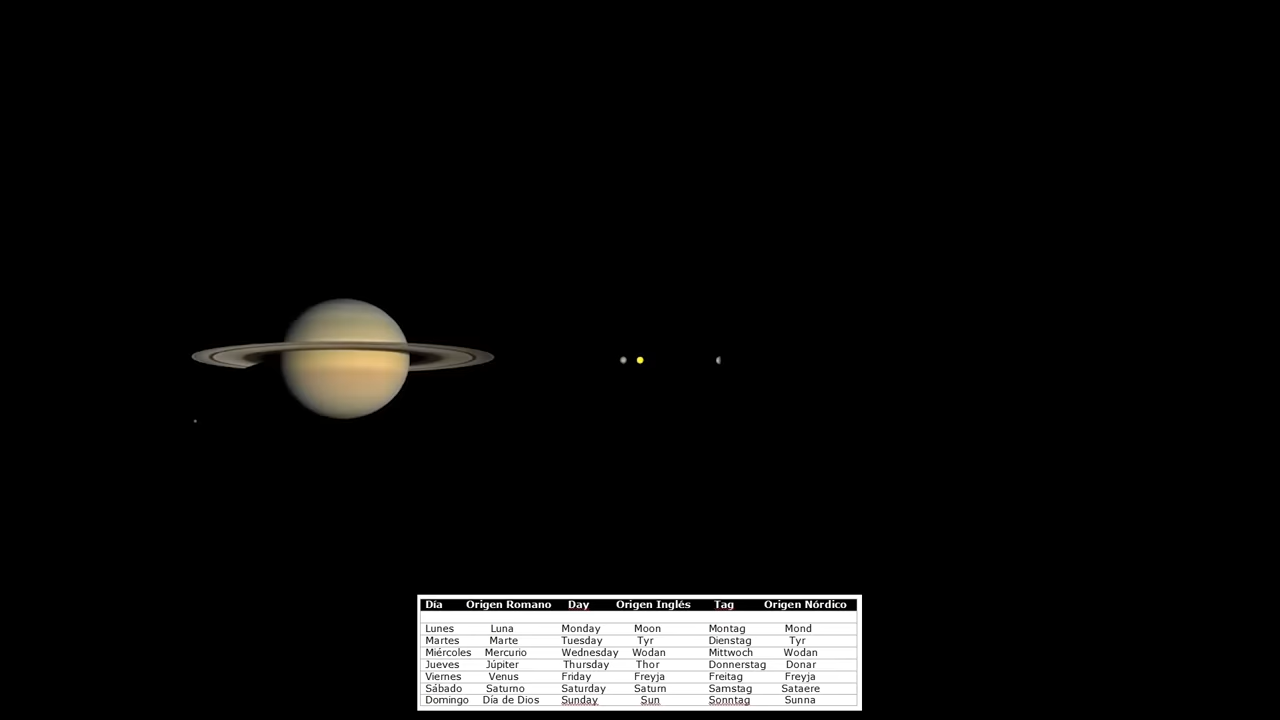 Día Origen Romano Day Origen Inglés Tag Origen Nórdico
Lunes Luna Monday Moon Montag Mond
Martes Marte Tuesday Tyr Dienstag Tyr
Miércoles Mercurio Wednesday Wodan Mittwoch Wodan
Jueves Júpiter Thursday Thor Donnerstag Donar
Viernes Venus Friday Freyja Freitag Freyja
Sábado Saturno Saturday Saturn Samstag Sataere
Domingo Día de Dios Sunday Sun Sonntag Sunna